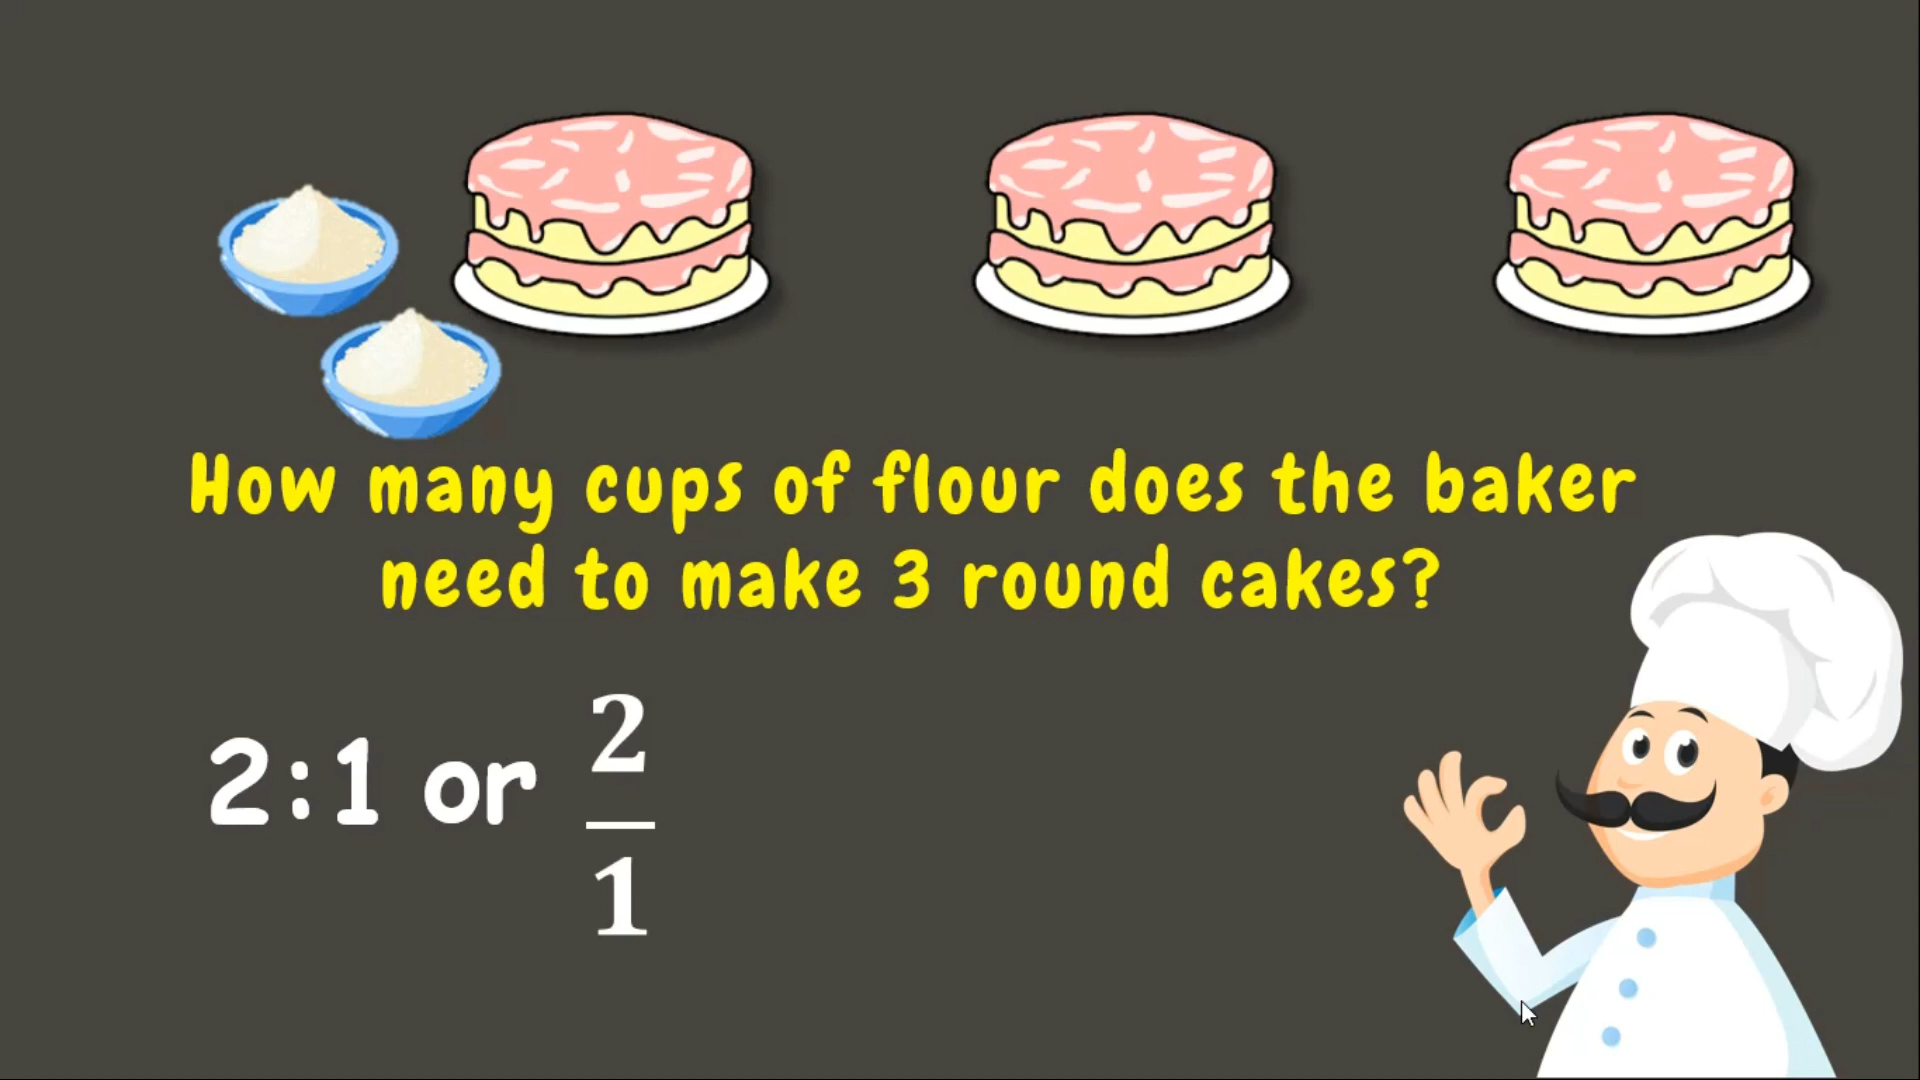 How many cups of flour does the baker
need to make 3 round cakes?
2:1 or 2/1